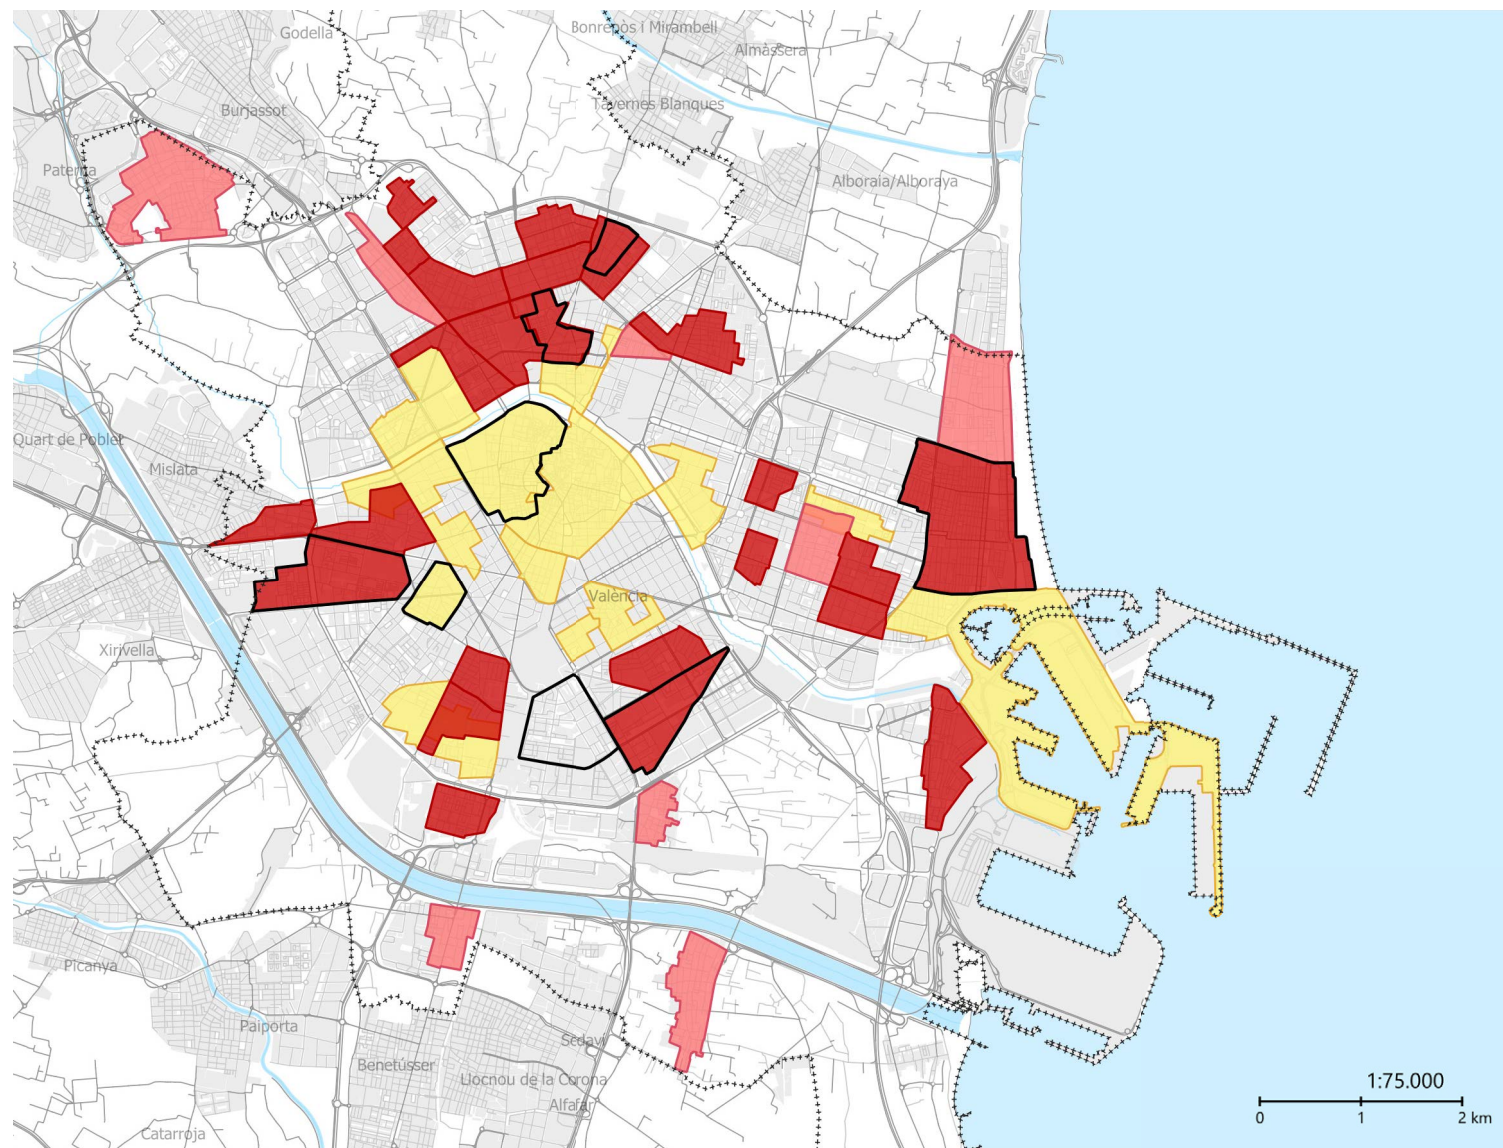 Godella
Bonrepòs i Mirambell
Almàssera
Burjassot
Tavernes Blanques
Paterna
Alboraia/Alboraya
Quart de Poblet
Mislata
València
Xirivella
Picanya
Paiporta
Sedaví
Benetússer
Llocnou de la Corona
Alfafar
Catarroja
1:75.000
0 1 2 km